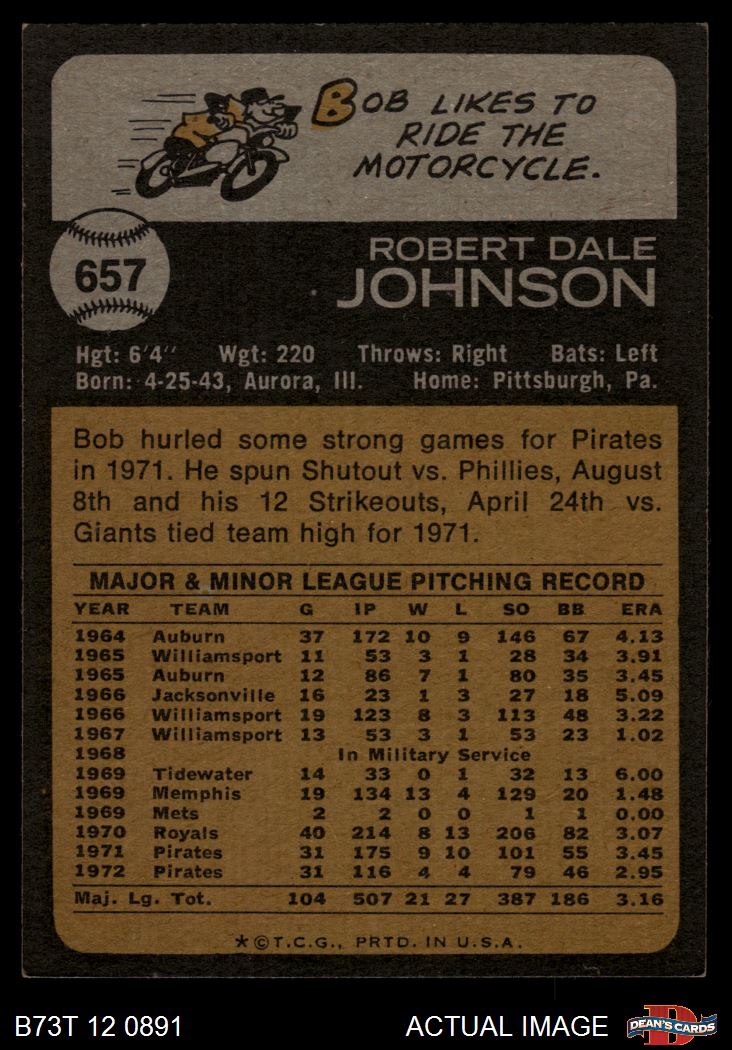 BOB LIKES TO
RIDE THE
MOTORCYCLE.
657
ROBERT DALE
JOHNSON
Hgt: 6'4'' Wgt: 220 Throws: Right Bats: Left
Born: 4-25-43, Aurora, Ill. Home: Pittsburgh, Pa.
Bob hurled some strong games for Pirates
in 1971. He spun Shutout vs. Phillies, August
8th and his 12 Strikeouts, April 24th vs.
Giants tied team high for 1971.
MAJOR & MINOR LEAGUE PITCHING RECORD
YEAR TEAM G IP W L SO BB ERA
1964 Auburn 37 172 10 9 146 67 4.13
1965 Williamsport 11 53 3 1 28 34 3.91
1965 Auburn 12 86 7 1 80 35 3.45
1966 Jacksonville 16 23 1 3 27 18 5.09
1966 Williamsport 19 123 8 3 113 48 3.22
1967 Williamsport 13 53 3 1 53 23 1.02
1968 In Military Service
1969 Tidewater 14 33 0 1 32 13 6.00
1969 Memphis 19 134 13 4 129 20 1.48
1969 Mets 2 2 0 0 1 1 0.00
1970 Royals 40 214 8 13 206 82 3.07
1971 Pirates 31 175 9 10 101 55 3.45
1972 Pirates 31 116 4 4 79 46 2.95
Maj. Lg. Tot. 104 507 21 27 387 186 3.16
*©T.C.G., PRTD. IN U.S.A.
B73T 12 0891 ACTUAL IMAGE
D
DEAN'S CARDS